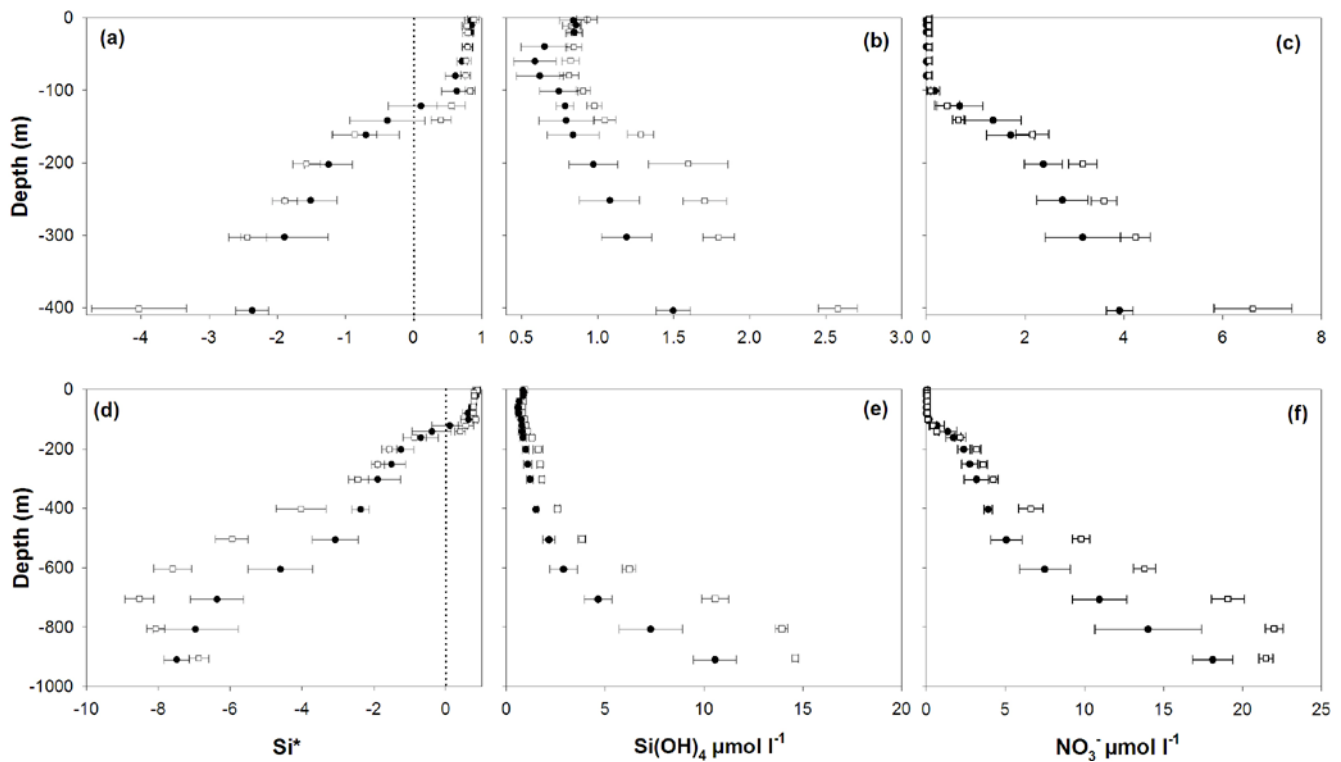 (a)
(b)
(c)
Depth (m)
0
-100
-200
-300
-400
-4 -3 -2 -1 0 1
0.5 1.0 1.5 2.0 2.5 3.0
0 2 4 6 8
(d)
(e)
(f)
Depth (m)
0
-200
-400
-600
-800
-1000
-10 -8 -6 -4 -2 0
0 5 10 15 20
0 5 10 15 20 25
Si*
Si(OH)₄ µmol l⁻¹
NO₃⁻ µmol l⁻¹